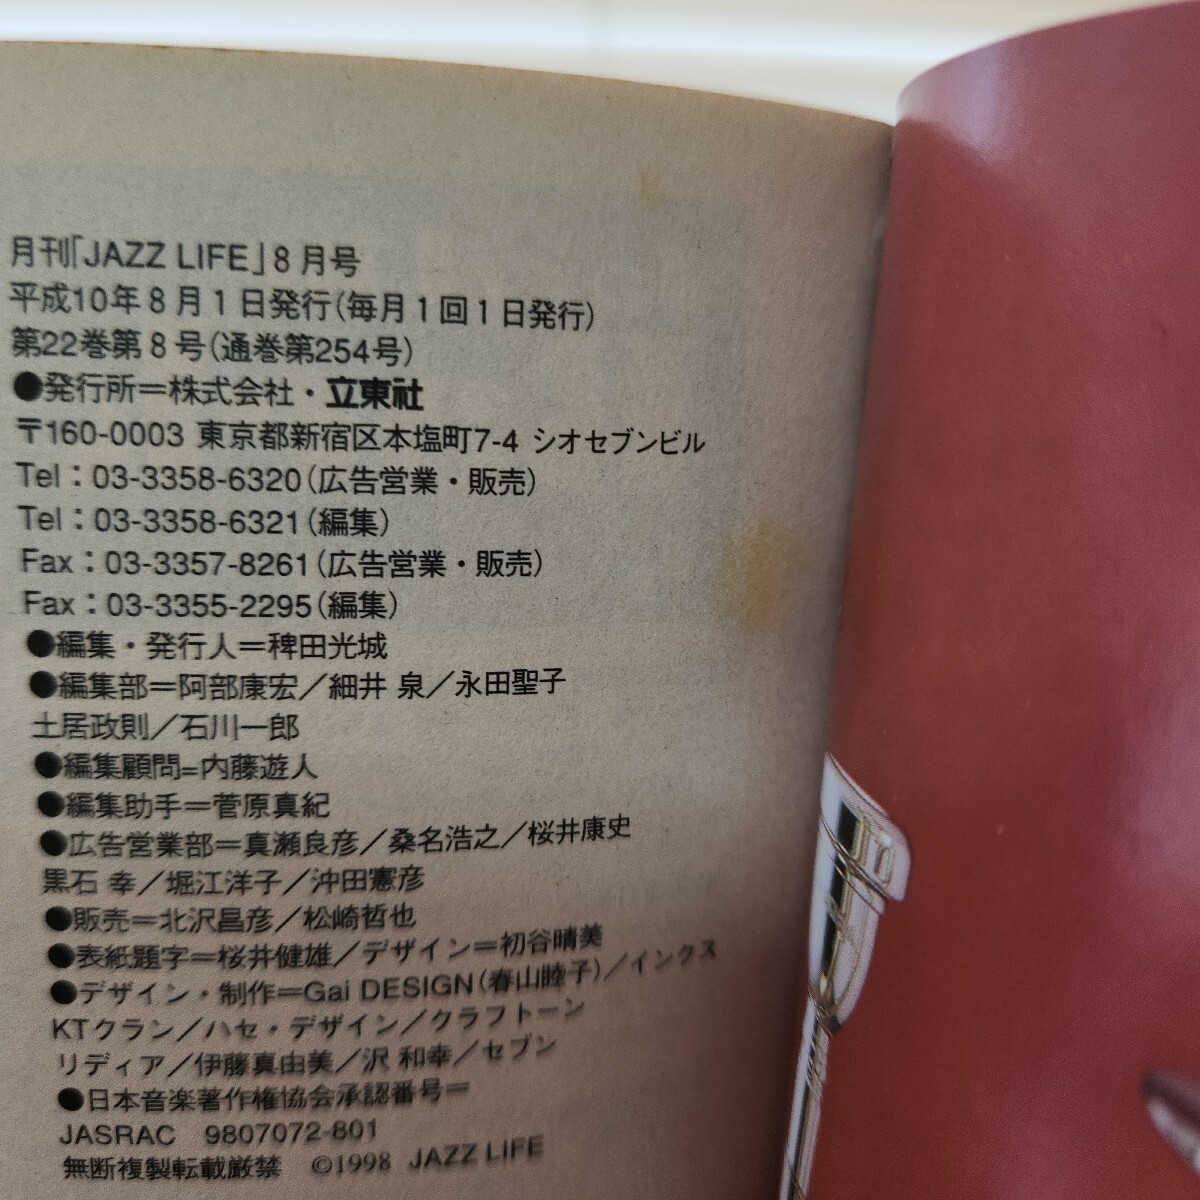 月刊「JAZZ LIFE」8月号
平成10年8月1日発行(毎月1回1日発行)
第22巻第8号(通巻第254号)
●発行所＝株式会社・立東社
〒160-0003 東京都新宿区本塩町7-4 シオセブンビル
Tel：03-3358-6320(広告営業・販売)
Tel：03-3358-6321(編集)
Fax：03-3357-8261(広告営業・販売)
Fax：03-3355-2295(編集)
●編集・発行人＝稗田光城
●編集部＝阿部康宏／細井 泉／永田聖子
土居政則／石川一郎
●編集顧問=内藤遊人
●編集助手＝菅原真紀
●広告営業部＝真瀬良彦／桑名浩之／桜井康史
黒石 幸／堀江洋子／沖田憲彦
●販売＝北沢昌彦／松崎哲也
●表紙題字＝桜井健雄／デザイン＝初谷晴美
●デザイン・制作＝Gai DESIGN(春山睦子)／インクス
KTクラン／ハセ・デザイン／クラフトーン
リディア／伊藤真由美／沢 和幸／セブン
●日本音楽著作権協会承認番号＝
JASRAC 9807072-801
無断複製転載厳禁 ©1998 JAZZ LIFE